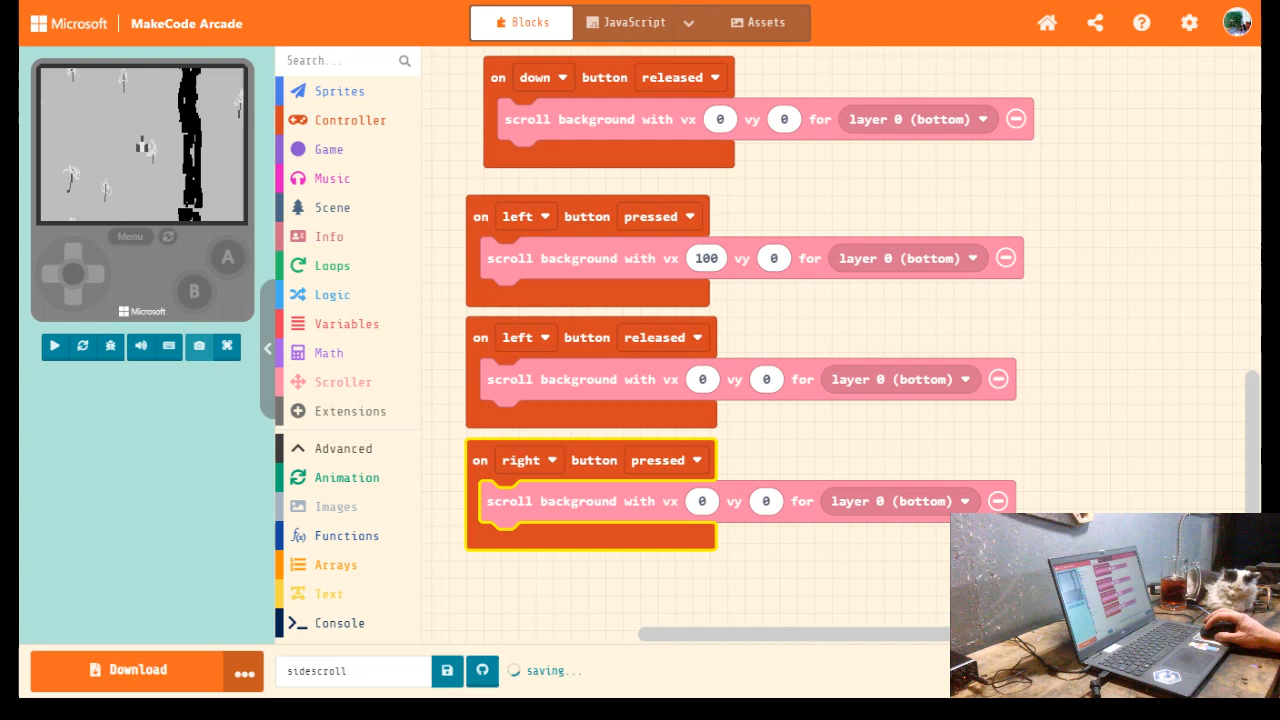 Microsoft | MakeCode Arcade
Blocks
JavaScript
Assets
Search...
Sprites
Controller
Game
Music
Scene
Info
Loops
Logic
Variables
Math
Scroller
Extensions
Advanced
Animation
Images
Functions
Arrays
Text
Console
Menu
A
B
Microsoft
on down button released
scroll background with vx 0 vy 0 for layer 0 (bottom)
on left button pressed
scroll background with vx 100 vy 0 for layer 0 (bottom)
on left button released
scroll background with vx 0 vy 0 for layer 0 (bottom)
on right button pressed
scroll background with vx 0 vy 0 for layer 0 (bottom)
Download
sidescroll
saving...